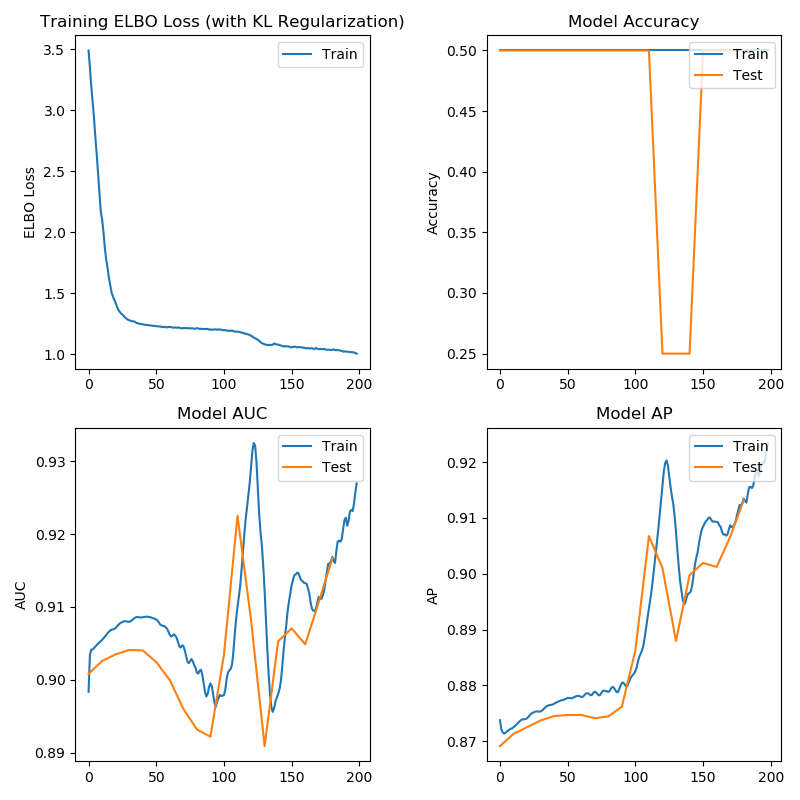 Training ELBO Loss (with KL Regularization)
ELBO Loss
3.5
3.0
2.5
2.0
1.5
1.0
0
50
100
150
200
Train
Model Accuracy
Accuracy
0.50
0.45
0.40
0.35
0.30
0.25
0
50
100
150
200
Train
Test
Model AUC
AUC
0.93
0.92
0.91
0.90
0.89
0
50
100
150
200
Train
Test
Model AP
AP
0.92
0.91
0.90
0.89
0.88
0.87
0
50
100
150
200
Train
Test